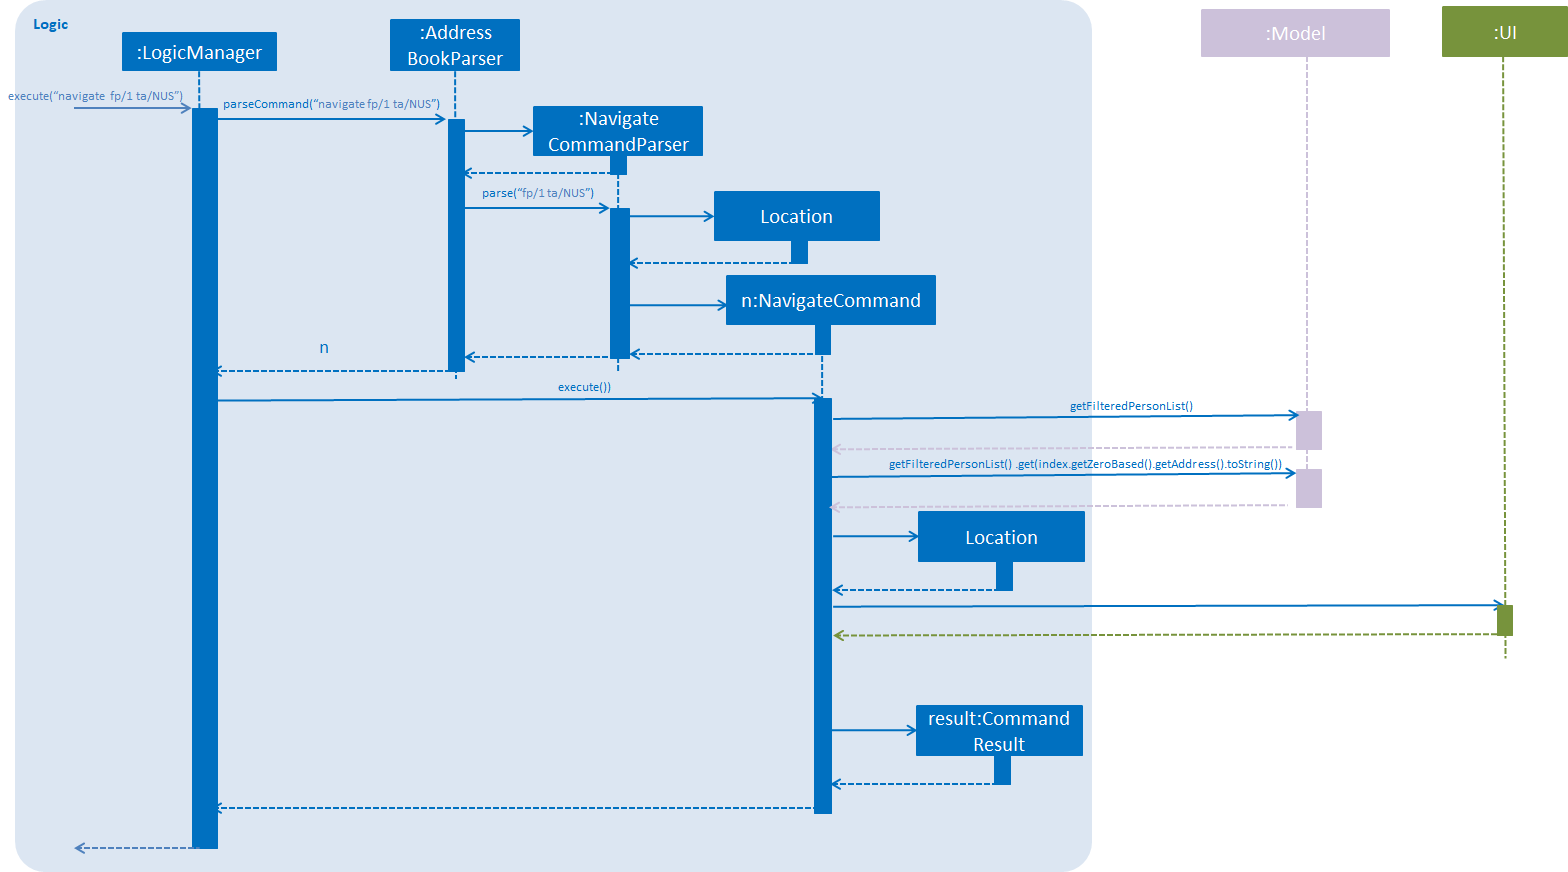 Logic
:LogicManager
:Address
BookParser
:Model
:UI
execute(“navigate fp/1 ta/NUS”)
parseCommand(“navigate fp/1 ta/NUS”)
:Navigate
CommandParser
parse(“fp/1 ta/NUS”)
Location
n:NavigateCommand
n
execute())
getFilteredPersonList()
getFilteredPersonList() .get(index.getZeroBased().getAddress().toString())
Location
result:Command
Result